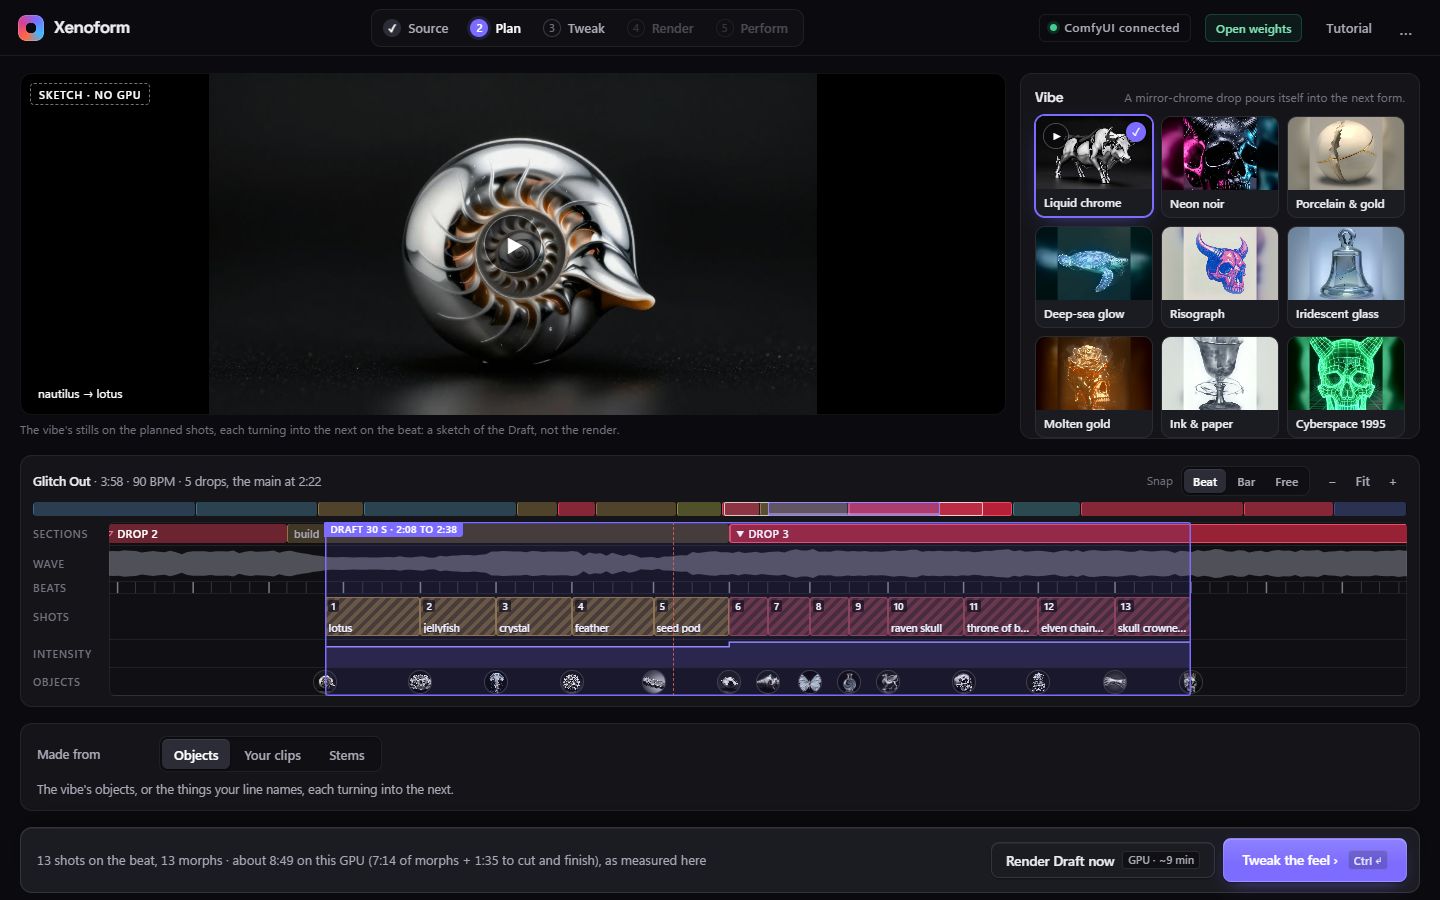 Xenoform
✓ Source
2 Plan
3 Tweak
4 Render
5 Perform
ComfyUI connected
Open weights
Tutorial
...
SKETCH · NO GPU
nautilus → lotus
The vibe's stills on the planned shots, each turning into the next on the beat: a sketch of the Draft, not the render.
Vibe
A mirror-chrome drop pours itself into the next form.
Liquid chrome
Neon noir
Porcelain & gold
Deep-sea glow
Risograph
Iridescent glass
Molten gold
Ink & paper
Cyberspace 1995
Glitch Out · 3:58 · 90 BPM · 5 drops, the main at 2:22
Snap
Beat
Bar
Free
−
Fit
+
SECTIONS
DROP 2
build
DRAFT 30 S · 2:08 TO 2:38
▼ DROP 3
WAVE
BEATS
SHOTS
1
2
3
4
5
6
7
8
9
10
11
12
13
lotus
jellyfish
crystal
feather
seed pod
raven skull
throne of b...
elven chain...
skull crowne...
INTENSITY
OBJECTS
Made from
Objects
Your clips
Stems
The vibe's objects, or the things your line names, each turning into the next.
13 shots on the beat, 13 morphs · about 8:49 on this GPU (7:14 of morphs + 1:35 to cut and finish), as measured here
Render Draft now
GPU · ~9 min
Tweak the feel ›
Ctrl ↲